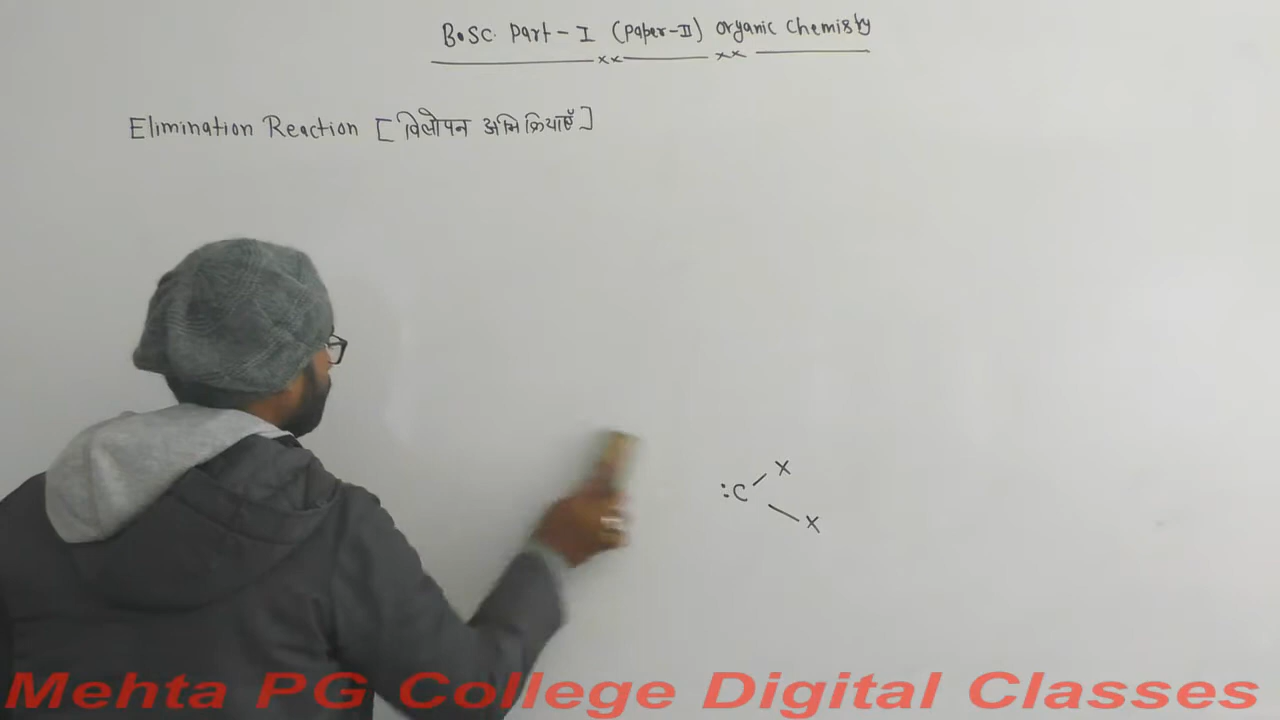 B.Sc. Part-I (Paper-II) Organic Chemistry
xx xx
Elimination Reaction [विलोपन अभिक्रियाएँ]
X
:C
X
Mehta PG College Digital Classes